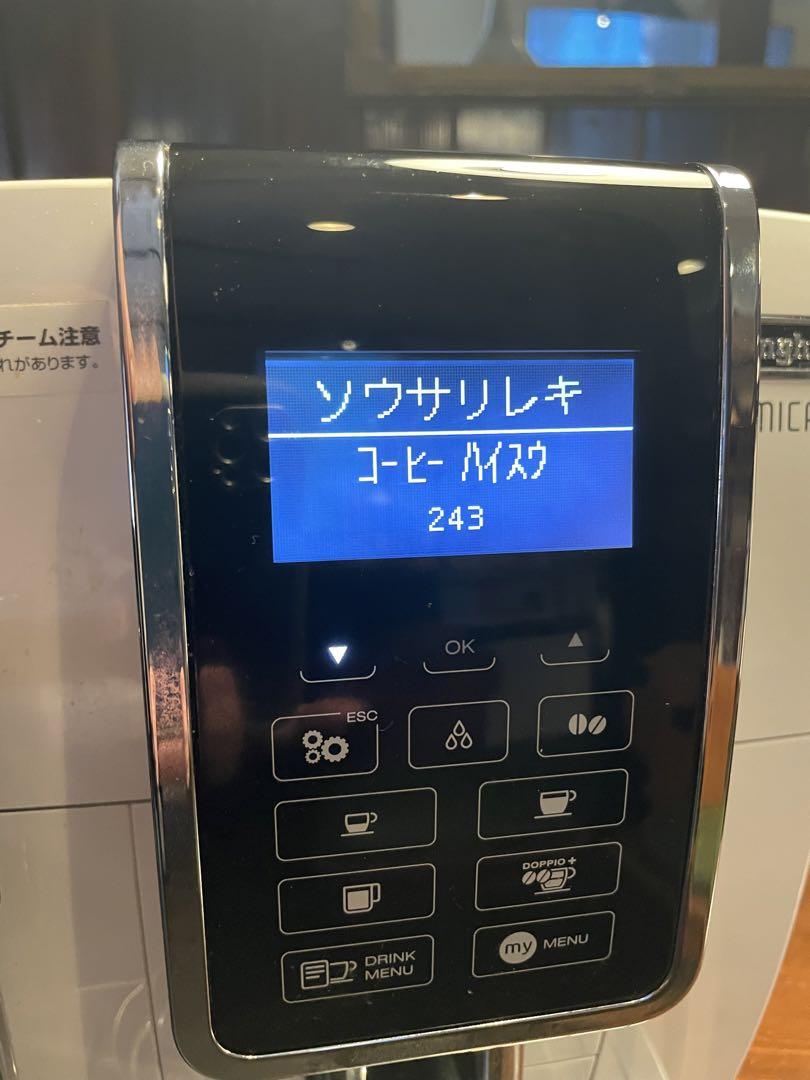 チーム注意
れがあります。
ソウサリレキ
コーヒー ハイスウ
243
OK
ESC
DOPPIO+
DRINK
MENU
my MENU